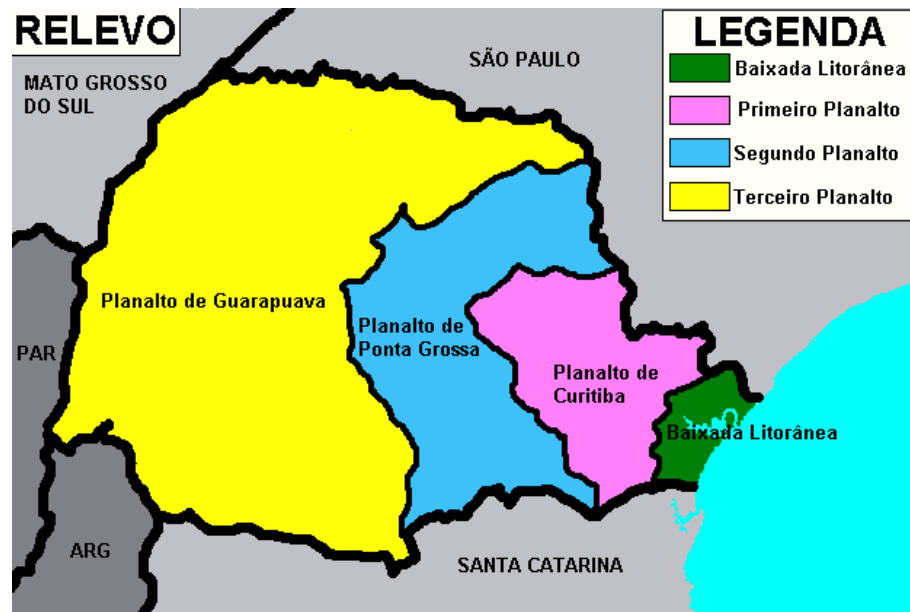 RELEVO
MATO GROSSO
DO SUL
SÃO PAULO
LEGENDA
Baixada Litorânea
Primeiro Planalto
Segundo Planalto
Terceiro Planalto
Planalto de Guarapuava
Planalto de
Ponta Grossa
PAR
Planalto de
Curitiba
Baixada Litorânea
ARG
SANTA CATARINA